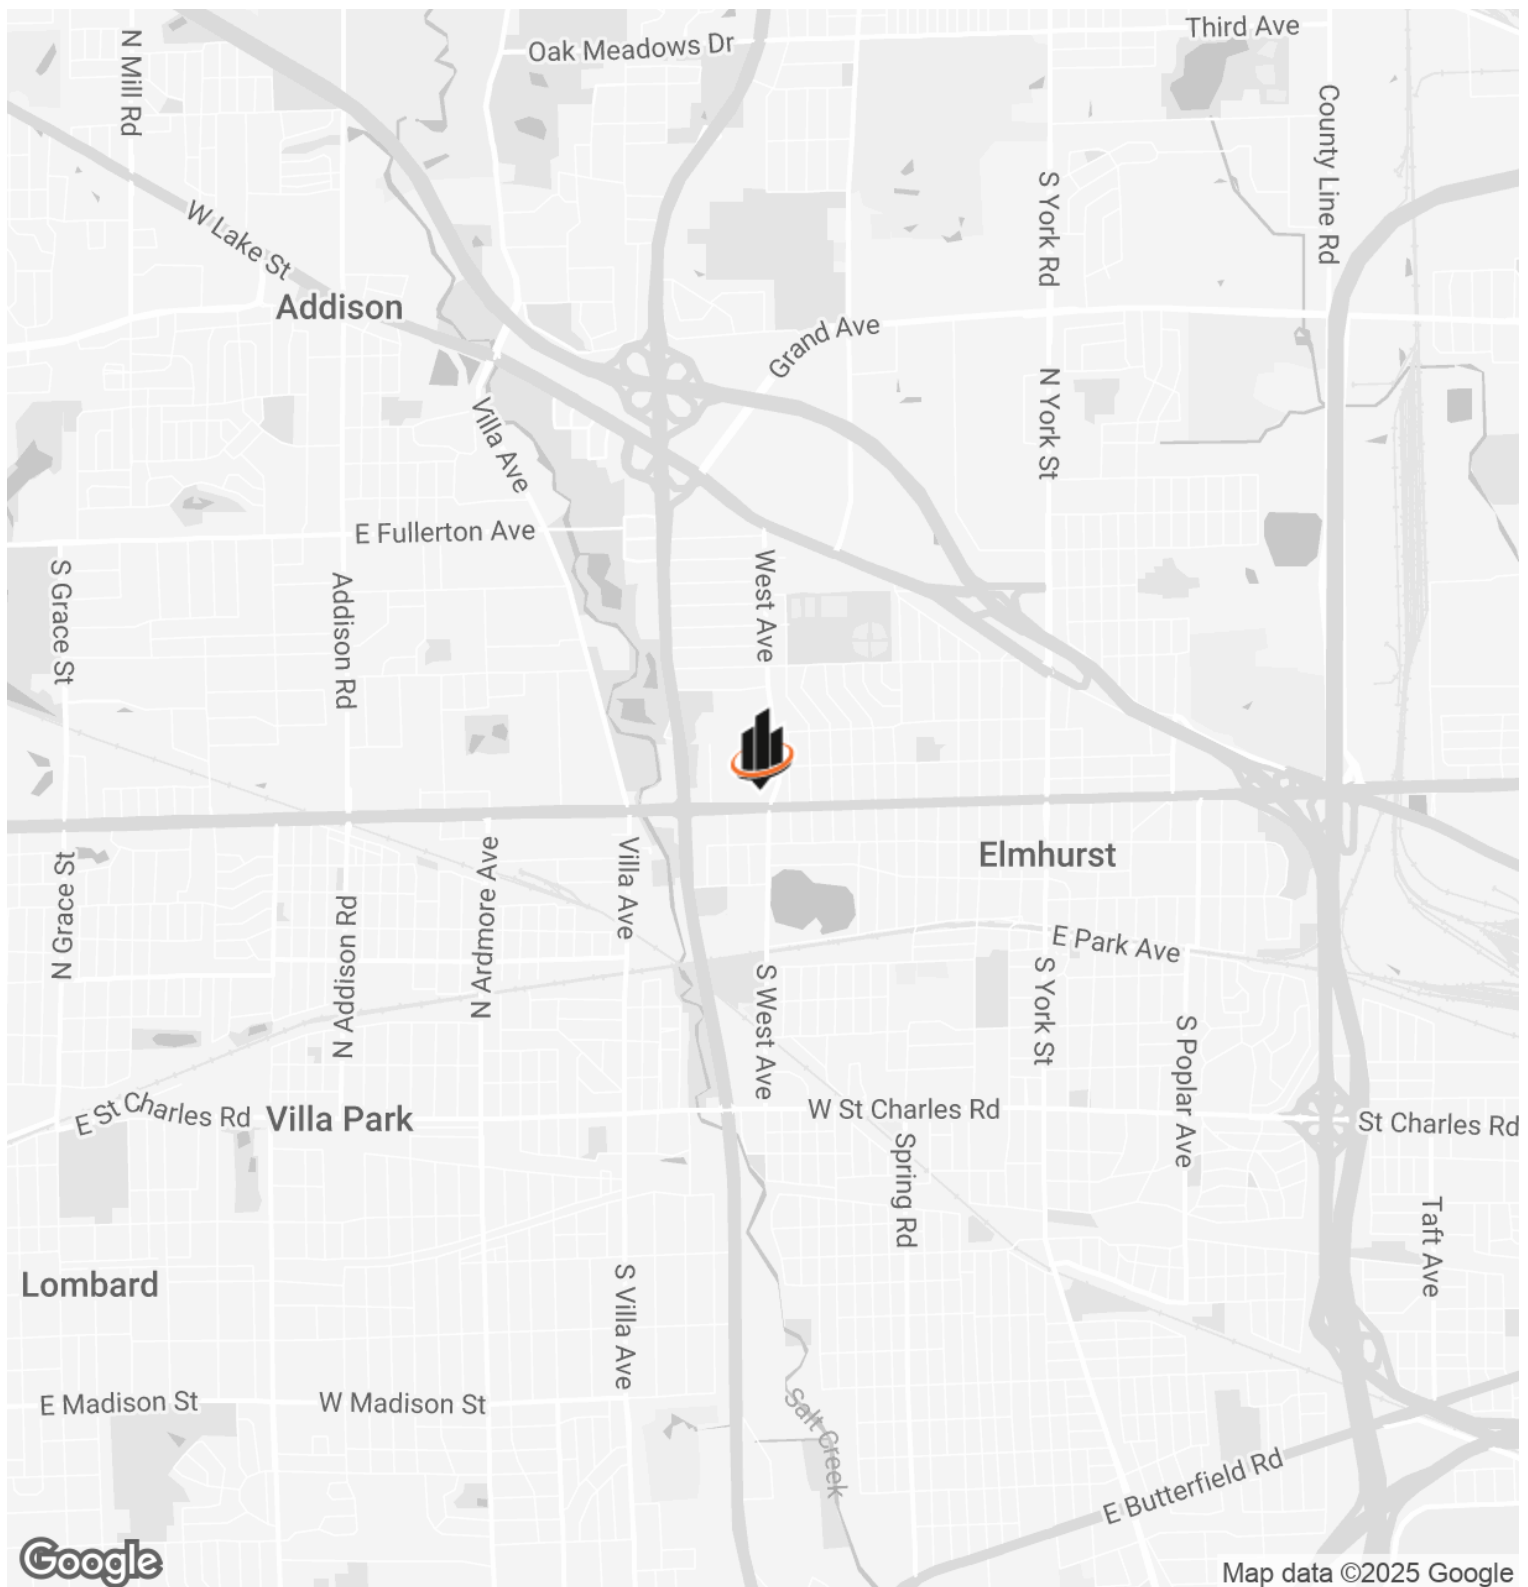 Third Ave
Oak Meadows Dr
N Mill Rd
County Line Rd
S York Rd
W Lake St
Addison
Grand Ave
N York St
Villa Ave
E Fullerton Ave
West Ave
S Grace St
Addison Rd
Elmhurst
N Grace St
N Addison Rd
N Ardmore Ave
Villa Ave
E Park Ave
S West Ave
S York St
S Poplar Ave
E St Charles Rd
Villa Park
W St Charles Rd
St Charles Rd
Spring Rd
Taft Ave
Lombard
S Villa Ave
E Madison St
W Madison St
Salt Creek
E Butterfield Rd
Google
Map data ©2025 Google